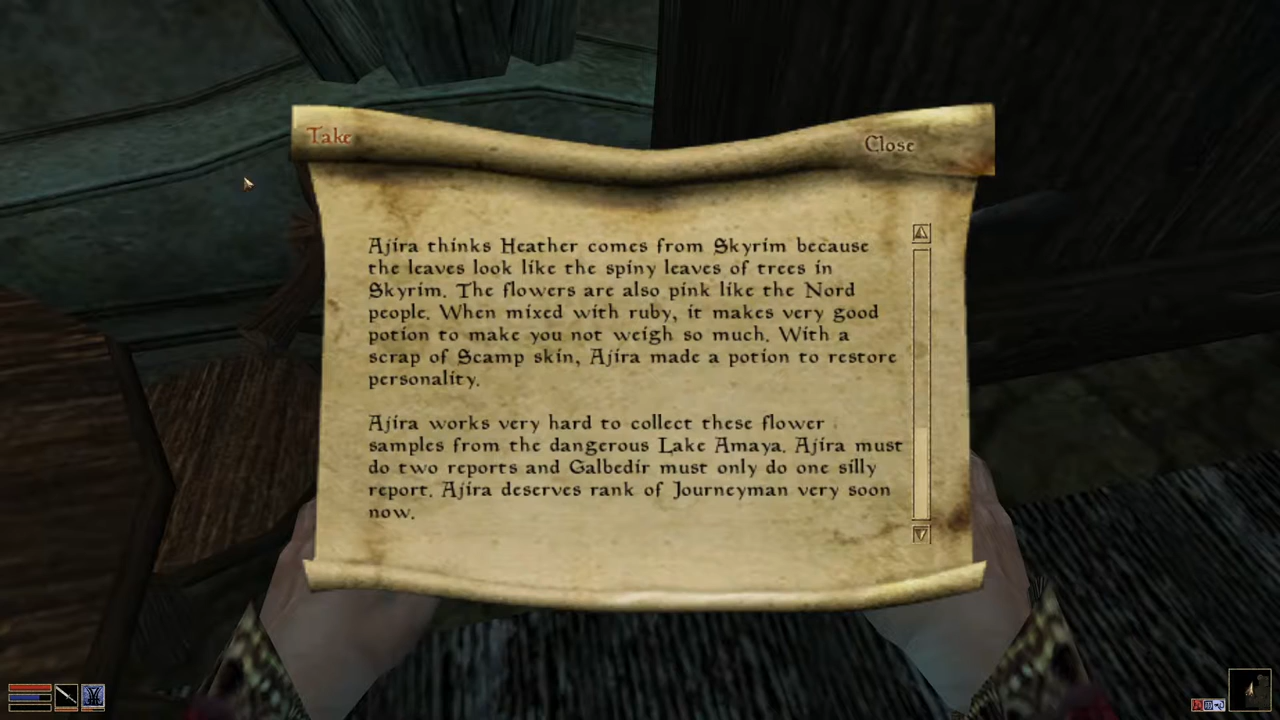 Take
Close
Ajira thinks Heather comes from Skyrim because
the leaves look like the spiny leaves of trees in
Skyrim. The flowers are also pink like the Nord
people. When mixed with ruby, it makes very good
potion to make you not weigh so much. With a
scrap of Scamp skin, Ajira made a potion to restore
personality.
Ajira works very hard to collect these flower
samples from the dangerous Lake Amaya. Ajira must
do two reports and Galbedir must only do one silly
report. Ajira deserves rank of Journeyman very soon
now.